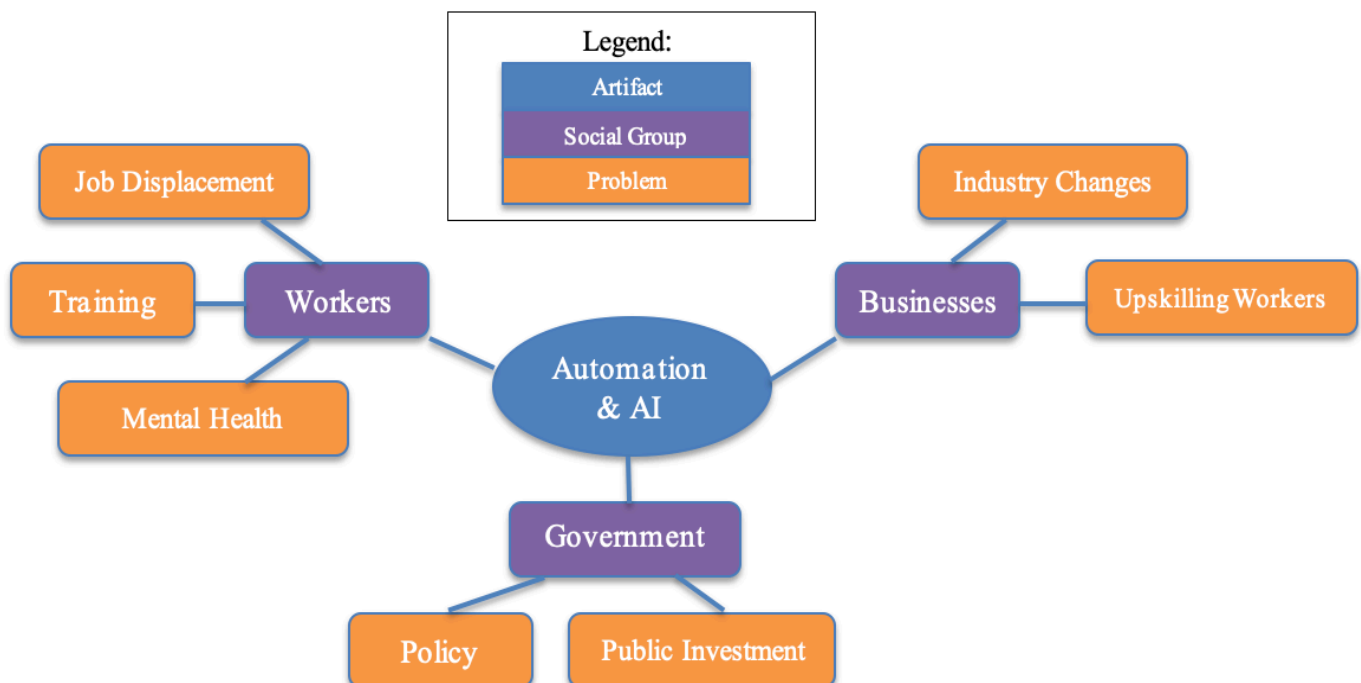 Legend:
Artifact
Social Group
Problem
Job Displacement
Industry Changes
Training
Workers
Businesses
Upskilling Workers
Automation
& AI
Mental Health
Government
Policy
Public Investment